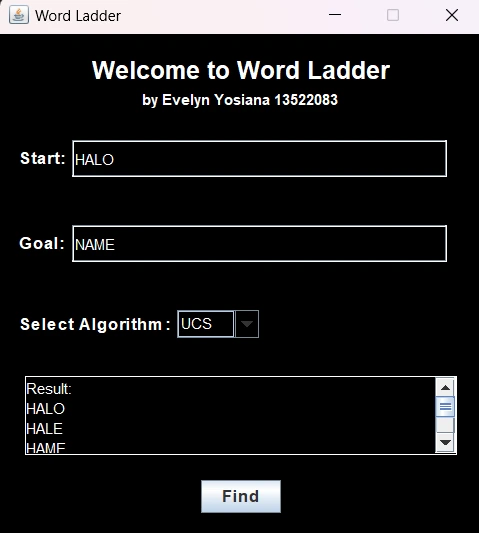 Word Ladder
Welcome to Word Ladder
by Evelyn Yosiana 13522083
Start: HALO
Goal: NAME
Select Algorithm: UCS
Result:
HALO
HALE
HAME
Find